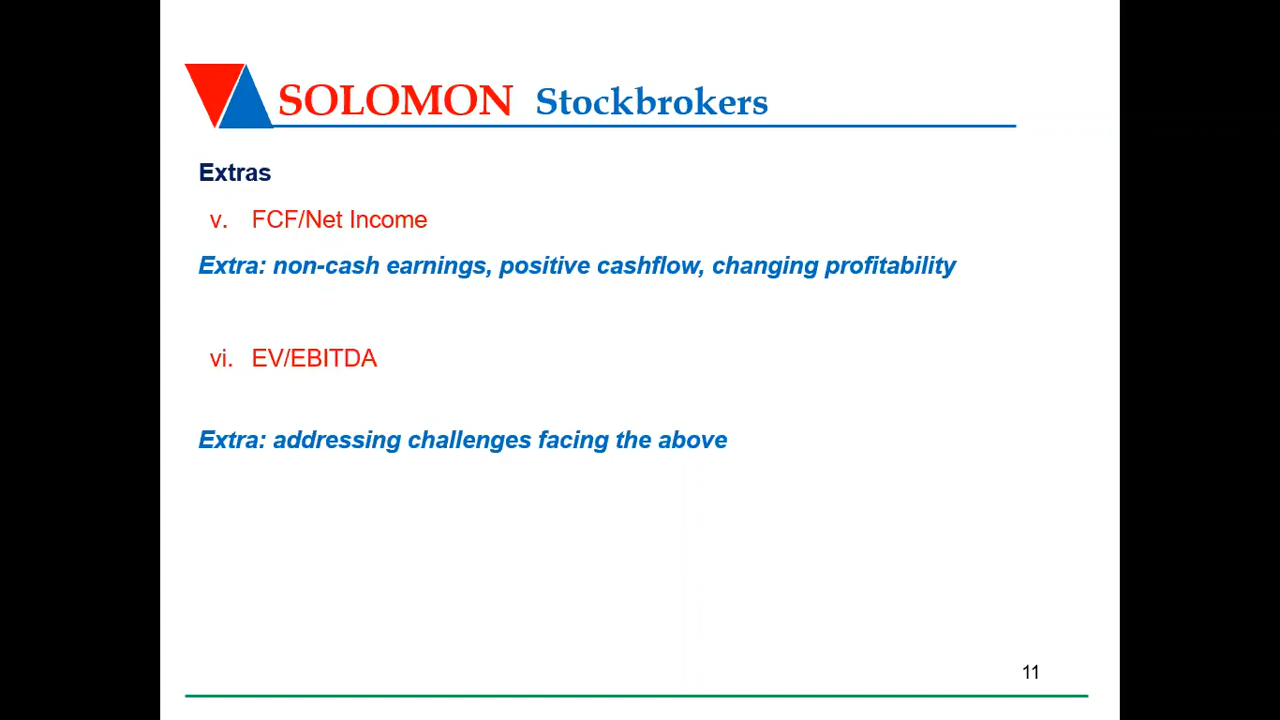 SOLOMON Stockbrokers
Extras
v. FCF/Net Income
Extra: non-cash earnings, positive cashflow, changing profitability
vi. EV/EBITDA
Extra: addressing challenges facing the above
11